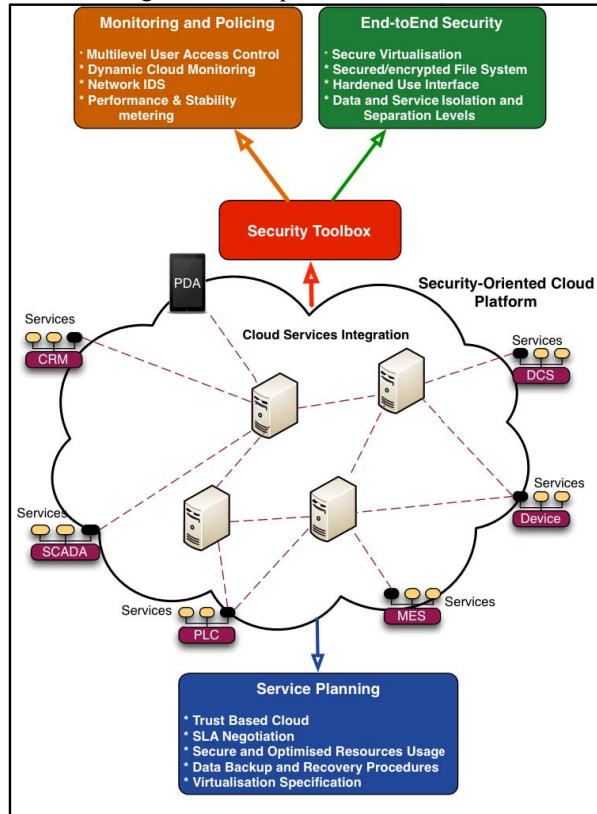 Monitoring and Policing
* Multilevel User Access Control
* Dynamic Cloud Monitoring
* Network IDS
* Performance & Stability
metering
End-toEnd Security
* Secure Virtualisation
* Secured/encrypted File System
* Hardened Use Interface
* Data and Service Isolation and
Separation Levels
Security Toolbox
PDA
Security-Oriented Cloud
Platform
Cloud Services Integration
Services
CRM
Services
DCS
Services
SCADA
Services
Device
Services
PLC
Services
MES
Service Planning
* Trust Based Cloud
* SLA Negotiation
* Secure and Optimised Resources Usage
* Data Backup and Recovery Procedures
* Virtualisation Specification